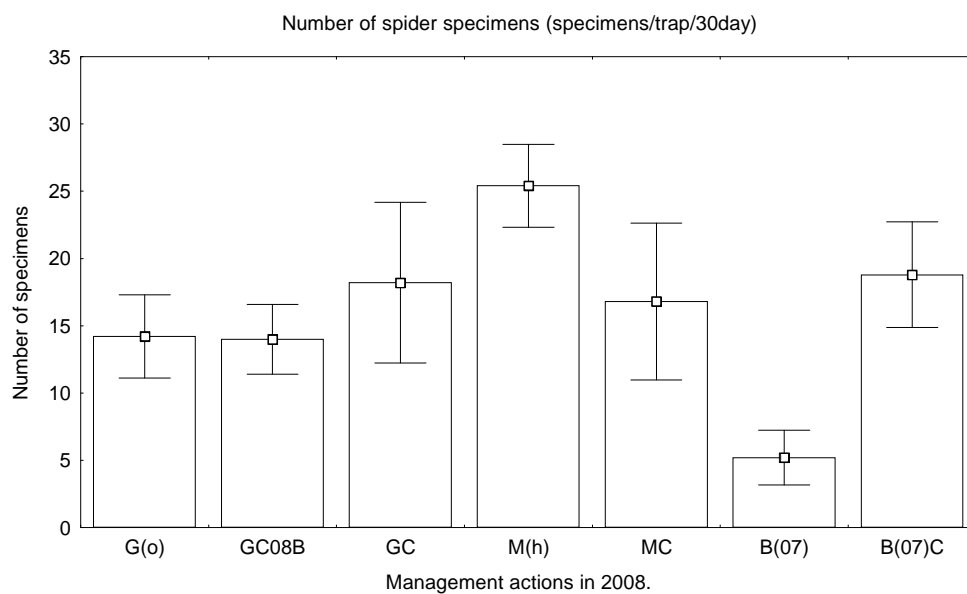 Number of spider specimens (specimens/trap/30day)
35
30
25
20
15
10
5
0
Number of specimens
G(o) GC08B GC M(h) MC B(07) B(07)C
Management actions in 2008.